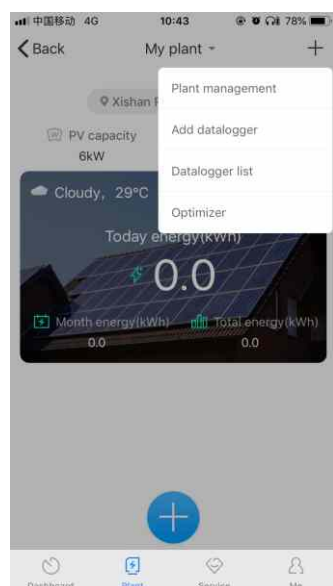 中国移动 4G 10:43 78%
Back My plant
Xishan
Plant management
PV capacity
Add datalogger
6kW
Datalogger list
Cloudy, 29°C
Optimizer
Today energy(kWh)
0.0
Month energy(kWh) Total energy(kWh)
0.0 0.0
Dashboard Plant Service Me